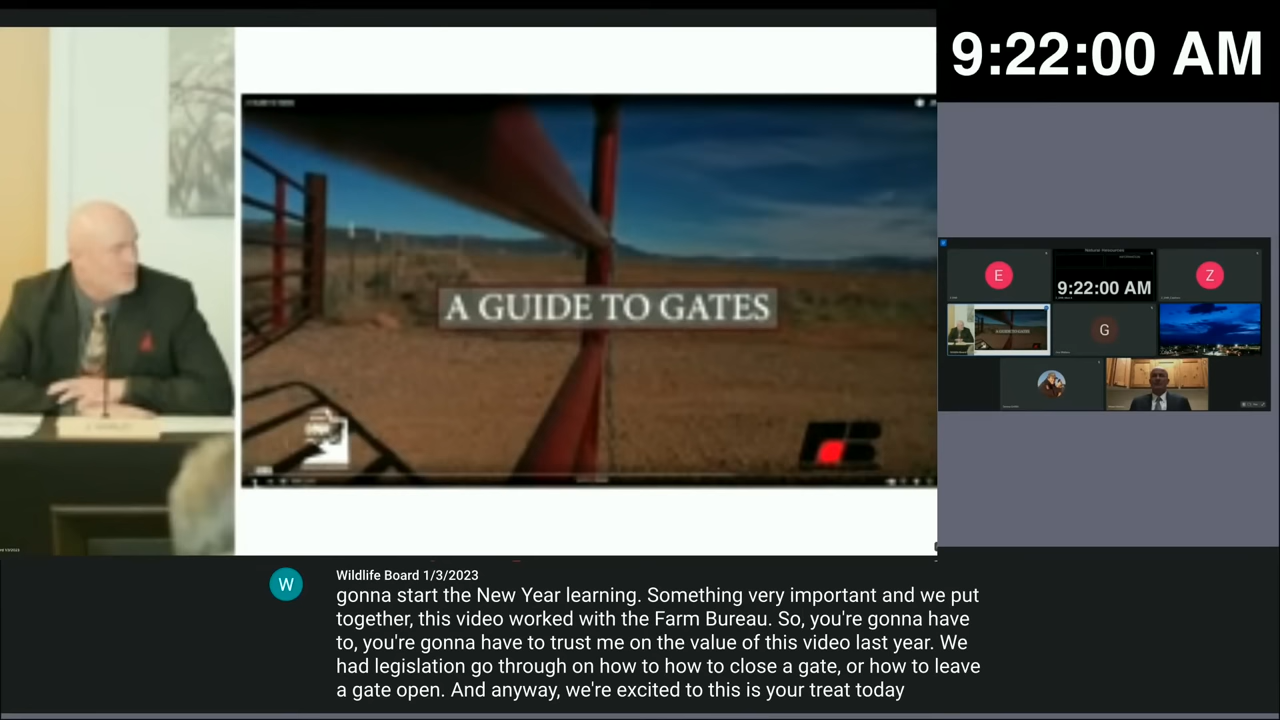 9:22:00 AM
A GUIDE TO GATES
E
9:22:00 AM
Z
G
W
Wildlife Board 1/3/2023
gonna start the New Year learning. Something very important and we put
together, this video worked with the Farm Bureau. So, you're gonna have
to, you're gonna have to trust me on the value of this video last year. We
had legislation go through on how to how to close a gate, or how to leave
a gate open. And anyway, we're excited to this is your treat today